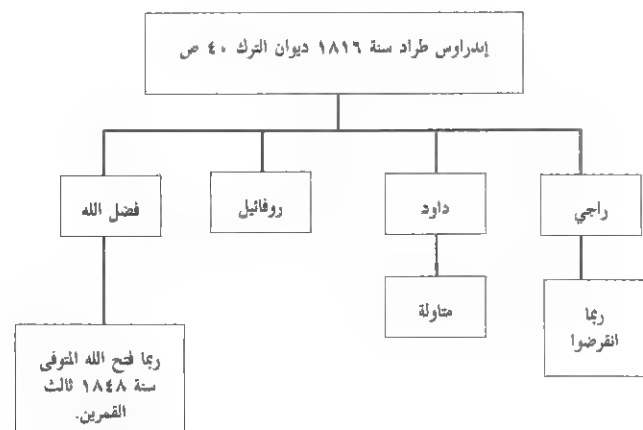 إندراوس طراد سنة ١٨١٦ ديوان الترك ٤٠ ص
راجي
داود
روفائيل
فضل الله
ربما
انقرضوا
متاولة
ربما فتح الله المتوفى
سنة ١٨٤٨ ثالث
القمرين.